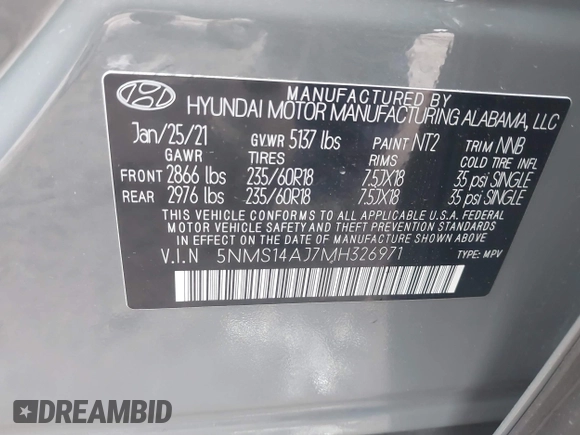 MANUFACTURED BY
HYUNDAI MOTOR MANUFACTURING ALABAMA, LLC
Jan/25/21 GVWR 5137 lbs PAINT NT2 TRIM NNB
GAWR TIRES RIMS COLD TIRE INFL
FRONT 2866 lbs 235/60R18 7.5JX18 35 psi SINGLE
REAR 2976 lbs 235/60R18 7.5JX18 35 psi SINGLE
THIS VEHICLE CONFORMS TO ALL APPLICABLE U.S.A. FEDERAL
MOTOR VEHICLE SAFETY AND THEFT PREVENTION STANDARDS
IN EFFECT ON THE DATE OF MANUFACTURE SHOWN ABOVE.
V.I.N 5NMS14AJ7MH326971 TYPE: MPV
DREAMBID